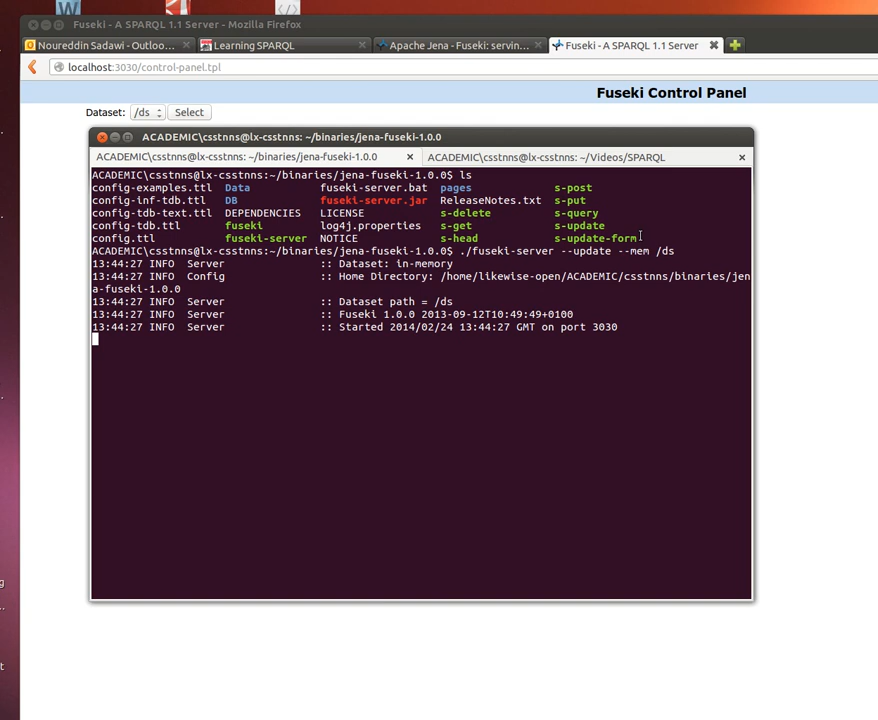 Fuseki - A SPARQL 1.1 Server - Mozilla Firefox
Noureddin Sadawi - Outloo... Learning SPARQL Apache Jena - Fuseki: servin... Fuseki - A SPARQL 1.1 Server
localhost:3030/control-panel.tpl
Fuseki Control Panel
Dataset: /ds Select
ACADEMIC\csstnns@lx-csstnns: ~/binaries/jena-fuseki-1.0.0
ACADEMIC\csstnns@lx-csstnns: ~/binaries/jena-fuseki-1.0.0 ACADEMIC\csstnns@lx-csstnns: ~/Videos/SPARQL
ACADEMIC\csstnns@lx-csstnns:~/binaries/jena-fuseki-1.0.0$ ls
config-examples.ttl Data fuseki-server.bat pages s-post
config-inf-tdb.ttl DB fuseki-server.jar ReleaseNotes.txt s-put
config-tdb-text.ttl DEPENDENCIES LICENSE s-delete s-query
config-tdb.ttl fuseki log4j.properties s-get s-update
config.ttl fuseki-server NOTICE s-head s-update-form
ACADEMIC\csstnns@lx-csstnns:~/binaries/jena-fuseki-1.0.0$ ./fuseki-server --update --mem /ds
13:44:27 INFO Server :: Dataset: in-memory
13:44:27 INFO Config :: Home Directory: /home/likewise-open/ACADEMIC/csstnns/binaries/jen
a-fuseki-1.0.0
13:44:27 INFO Server :: Dataset path = /ds
13:44:27 INFO Server :: Fuseki 1.0.0 2013-09-12T10:49:49+0100
13:44:27 INFO Server :: Started 2014/02/24 13:44:27 GMT on port 3030